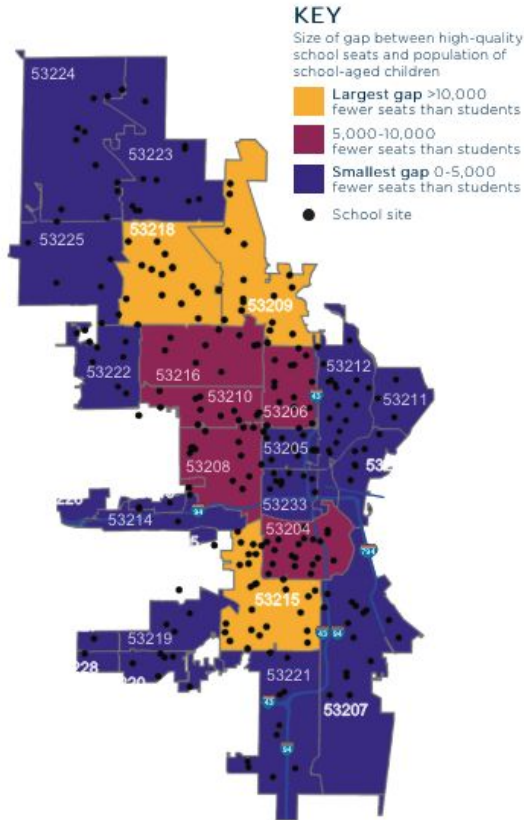 KEY
Size of gap between high-quality
school seats and population of
school-aged children
Largest gap >10,000
fewer seats than students
5,000-10,000
fewer seats than students
Smallest gap 0-5,000
fewer seats than students
School site
53224
53223
53225
53218
53209
53222
53216
53212
53210
53211
53206
43
53205
53208
53233
94
53214
53204
794
53215
43 94
53219
53221
43
53207
94